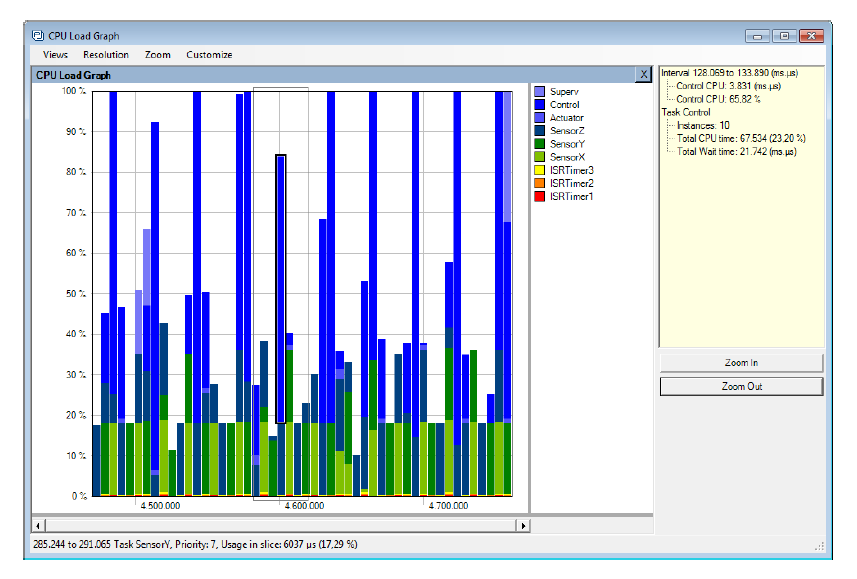 CPU Load Graph
Views Resolution Zoom Customize
CPU Load Graph X
100 %
90 %
80 %
70 %
60 %
50 %
40 %
30 %
20 %
10 %
0 %
4.500.000 4.600.000 4.700.000
Superv
Control
Actuator
SensorZ
SensorY
SensorX
ISRTimer3
ISRTimer2
ISRTimer1
Interval 128.069 to 133.890 (ms.µs)
Control CPU: 3.831 (ms.µs)
Control CPU: 65.82 %
Task Control
Instances: 10
Total CPU time: 67.534 (23,20 %)
Total Wait time: 21.742 (ms.µs)
Zoom In
Zoom Out
285.244 to 291.065 Task SensorY, Priority: 7, Usage in slice: 6037 µs (17,29 %)